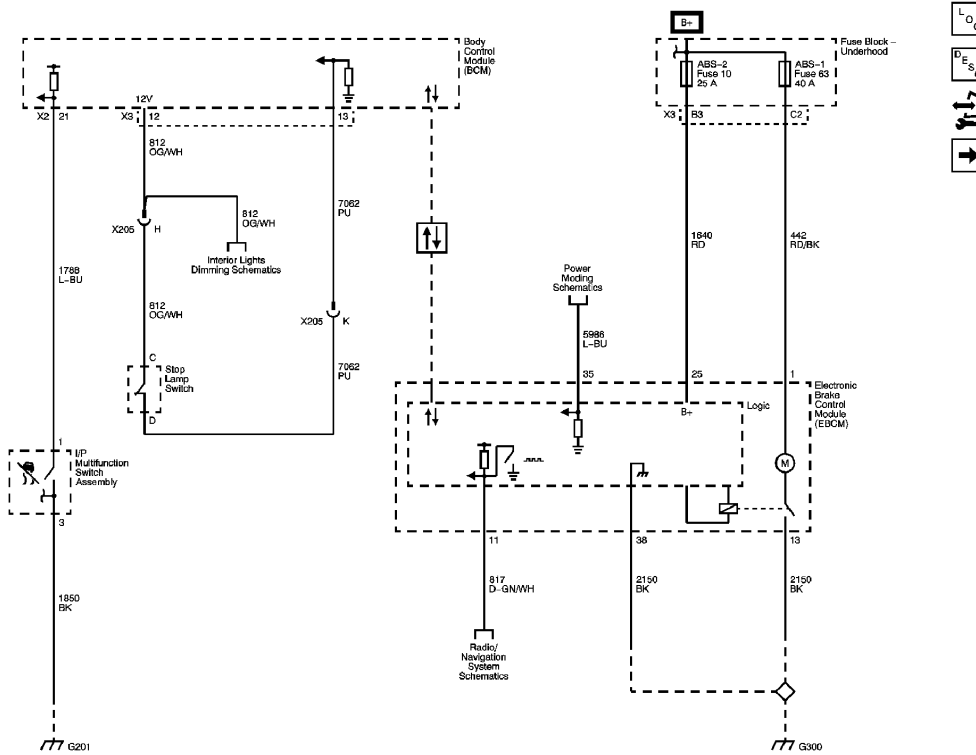 B+
Body
Control
Module
(BCM)
Fuse Block –
Underhood
ABS-2
Fuse 10
25 A
ABS-1
Fuse 63
40 A
12V
X2 21
X3 12
13
X3 B3
C2
812
OG/WH
812
OG/WH
7062
PU
X205 H
Interior Lights
Dimming Schematics
1640
RD
442
RD/BK
1788
L-BU
Power
Moding
Schematics
812
OG/WH
X205 K
5986
L-BU
C
7062
PU
Stop
Lamp
Switch
35
25
1
Electronic
Brake
Control
Module
(EBCM)
D
B+
Logic
1
I/P
Multifunction
Switch
Assembly
M
3
11
38
13
817
D-GN/WH
2150
BK
2150
BK
1850
BK
Radio/
Navigation
System
Schematics
G201
G300